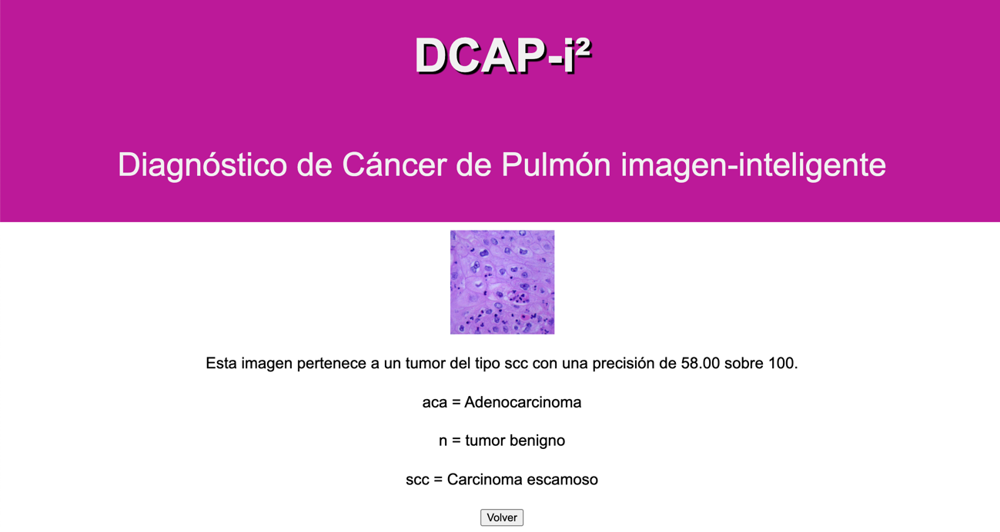 DCAP-i²
Diagnóstico de Cáncer de Pulmón imagen-inteligente
Esta imagen pertenece a un tumor del tipo scc con una precisión de 58.00 sobre 100.
aca = Adenocarcinoma
n = tumor benigno
scc = Carcinoma escamoso
Volver